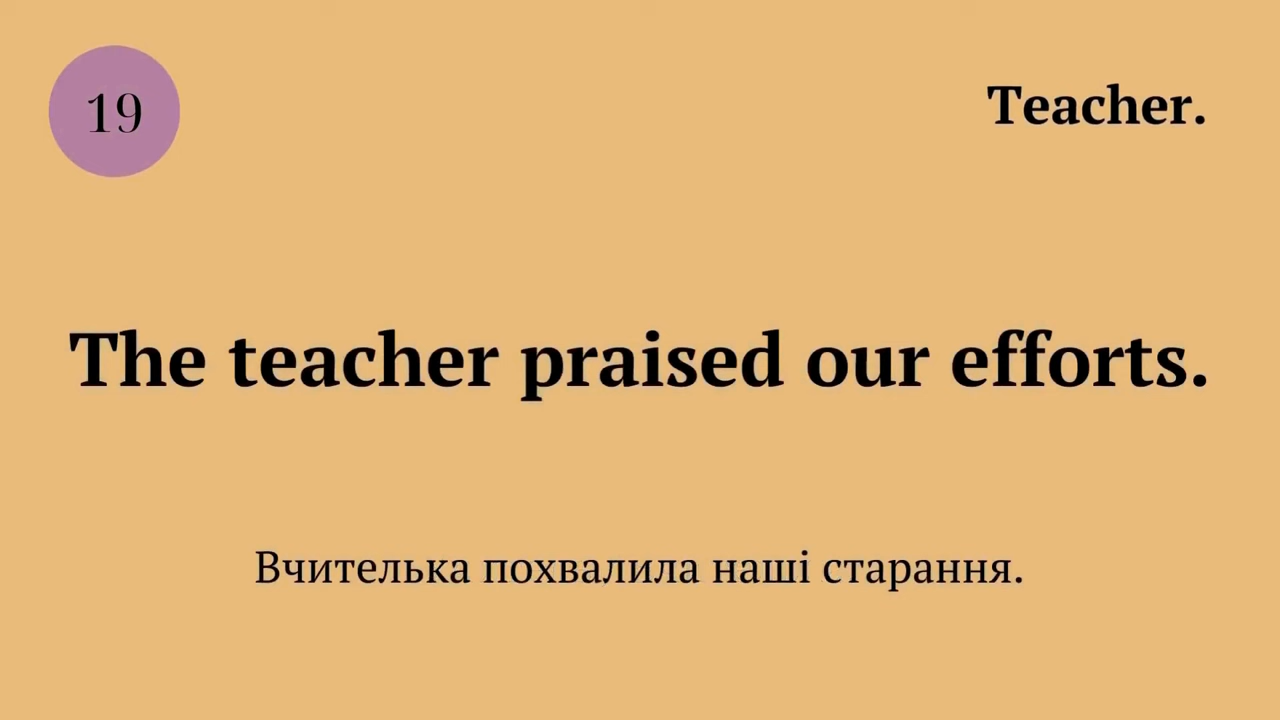 19
Teacher.
The teacher praised our efforts.
Вчителька похвалила наші старання.